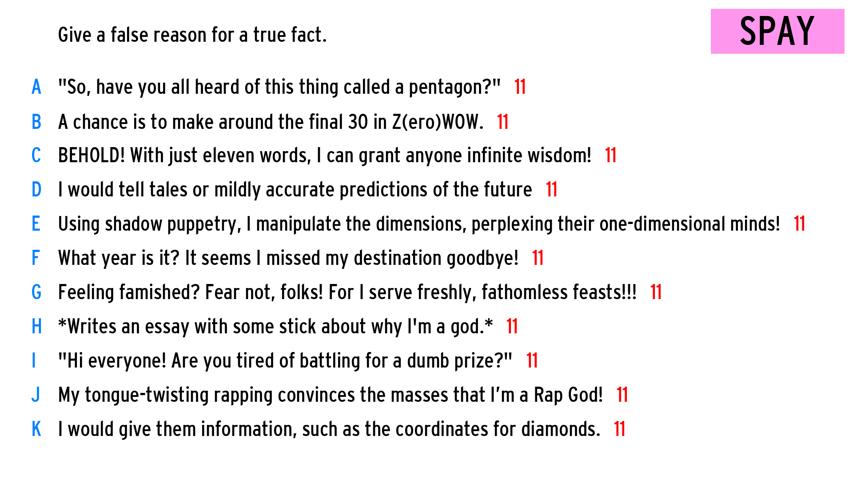 Give a false reason for a true fact.
SPAY
A "So, have you all heard of this thing called a pentagon?" 11
B A chance is to make around the final 30 in Z(ero)WOW. 11
C BEHOLD! With just eleven words, I can grant anyone infinite wisdom! 11
D I would tell tales or mildly accurate predictions of the future 11
E Using shadow puppetry, I manipulate the dimensions, perplexing their one-dimensional minds! 11
F What year is it? It seems I missed my destination goodbye! 11
G Feeling famished? Fear not, folks! For I serve freshly, fathomless feasts!!! 11
H *Writes an essay with some stick about why I'm a god.* 11
I "Hi everyone! Are you tired of battling for a dumb prize?" 11
J My tongue-twisting rapping convinces the masses that I’m a Rap God! 11
K I would give them information, such as the coordinates for diamonds. 11